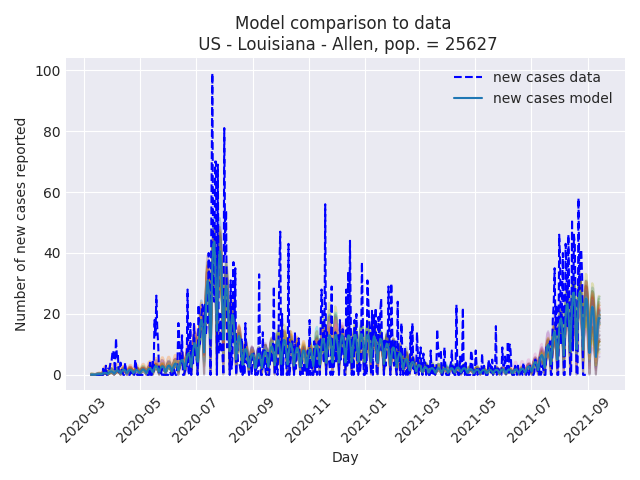 Model comparison to data
US - Louisiana - Allen, pop. = 25627
new cases data
new cases model
Number of new cases reported
100
80
60
40
20
0
2020-03
2020-05
2020-07
2020-09
2020-11
2021-01
2021-03
2021-05
2021-07
2021-09
Day